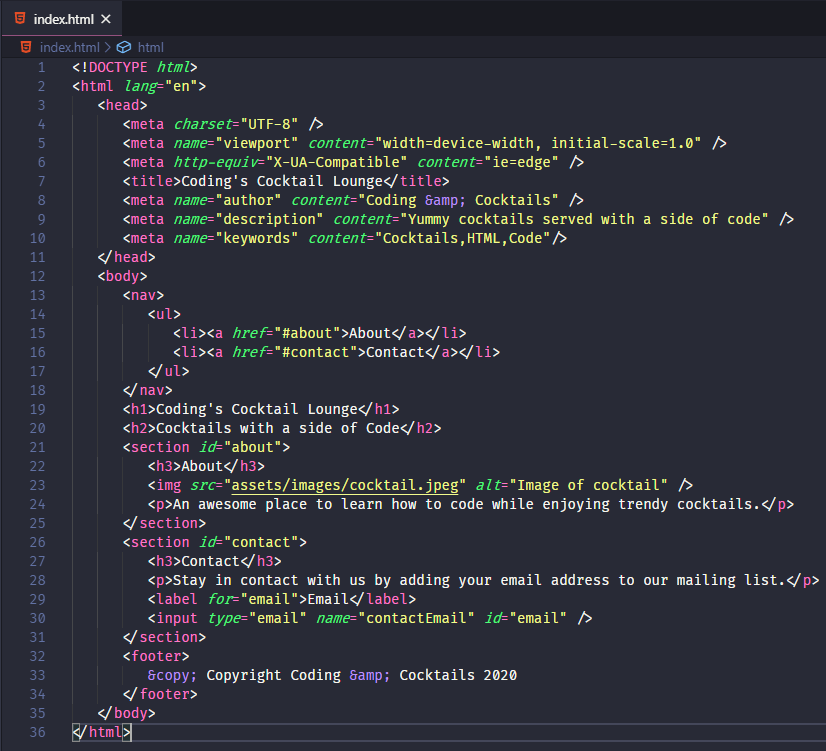 index.html ×
index.html > html
1 <!DOCTYPE html>
2 <html lang="en">
3 <head>
4 <meta charset="UTF-8" />
5 <meta name="viewport" content="width=device-width, initial-scale=1.0" />
6 <meta http-equiv="X-UA-Compatible" content="ie=edge" />
7 <title>Coding's Cocktail Lounge</title>
8 <meta name="author" content="Coding &amp; Cocktails" />
9 <meta name="description" content="Yummy cocktails served with a side of code" />
10 <meta name="keywords" content="Cocktails,HTML,Code"/>
11 </head>
12 <body>
13 <nav>
14 <ul>
15 <li><a href="#about">About</a></li>
16 <li><a href="#contact">Contact</a></li>
17 </ul>
18 </nav>
19 <h1>Coding's Cocktail Lounge</h1>
20 <h2>Cocktails with a side of Code</h2>
21 <section id="about">
22 <h3>About</h3>
23 <img src="assets/images/cocktail.jpeg" alt="Image of cocktail" />
24 <p>An awesome place to learn how to code while enjoying trendy cocktails.</p>
25 </section>
26 <section id="contact">
27 <h3>Contact</h3>
28 <p>Stay in contact with us by adding your email address to our mailing list.</p>
29 <label for="email">Email</label>
30 <input type="email" name="contactEmail" id="email" />
31 </section>
32 <footer>
33 &copy; Copyright Coding &amp; Cocktails 2020
34 </footer>
35 </body>
36 </html>